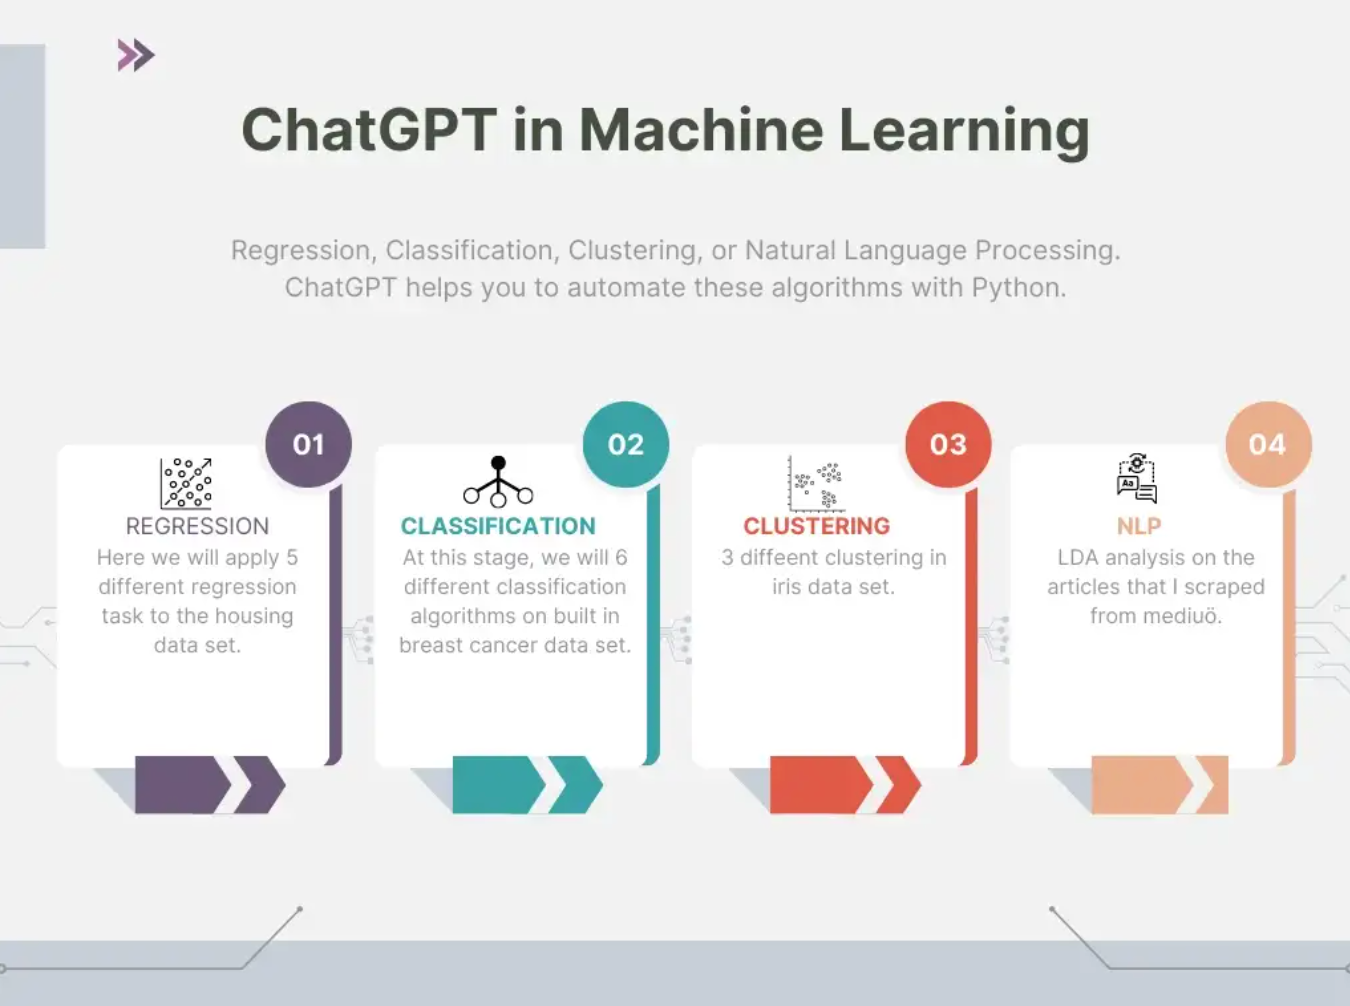 ChatGPT in Machine Learning
Regression, Classification, Clustering, or Natural Language Processing.
ChatGPT helps you to automate these algorithms with Python.
01
REGRESSION
Here we will apply 5
different regression
task to the housing
data set.
02
CLASSIFICATION
At this stage, we will 6
different classification
algorithms on built in
breast cancer data set.
03
CLUSTERING
3 diffeent clustering in
iris data set.
04
Aa
NLP
LDA analysis on the
articles that I scraped
from mediuö.